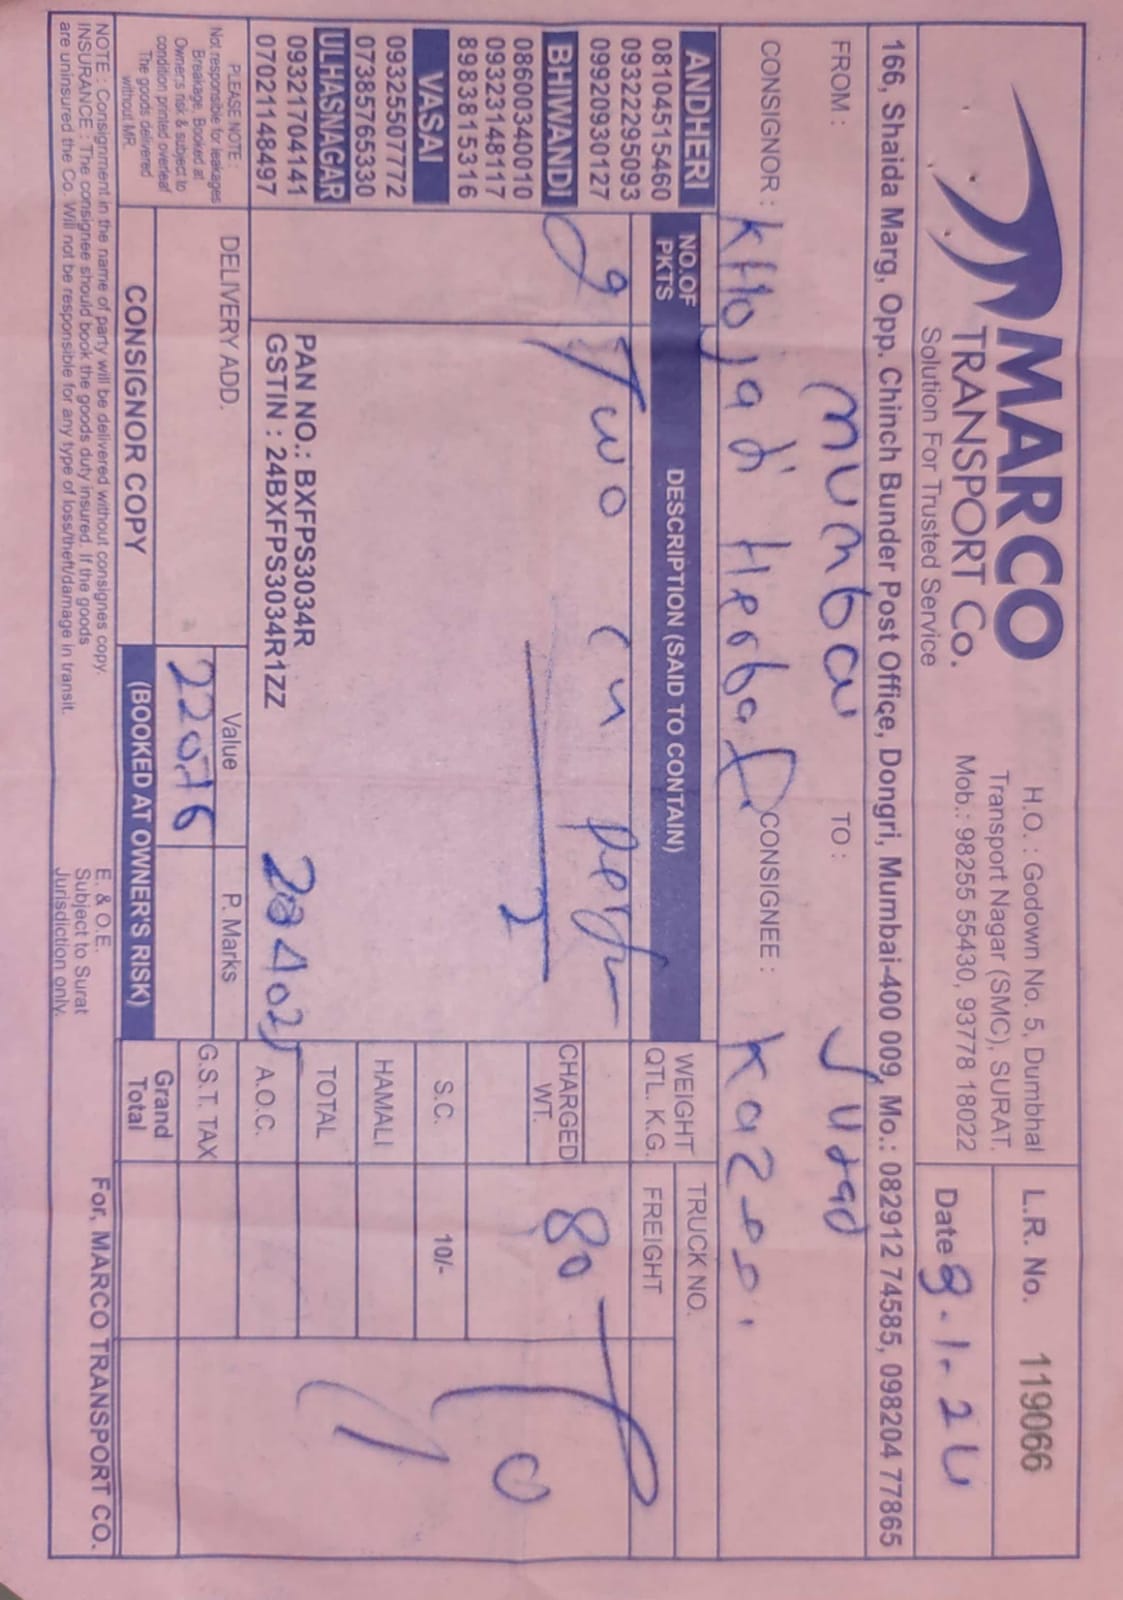 MARCO
TRANSPORT Co.
Solution For Trusted Service
H.O. : Godown No. 5, Dumbhal
Transport Nagar (SMC), SURAT.
Mob.: 98255 55430, 93778 18022
L.R. No. 119066
Date 9.1.24
166, Shaida Marg, Opp. Chinch Bunder Post Office, Dongri, Mumbai-400 009, Mo.: 082912 74585, 098204 77865
FROM : Mumbai TO :
CONSIGNOR : Khojati Herbal CONSIGNEE :
ANDHERI
08104515460
09322295093
09920930127
BHIWANDI
08600340010
09323148117
8983815316
VASAI
09325507772
07385765330
ULHASNAGAR
09321704141
07021148497
PLEASE NOTE :
Not responsible for leakages
Breakage. Booked at
Owner's risk & subject to
condition printed overleaf
The goods delivered
without MR.
NO.OF
PKTS
DESCRIPTION (SAID TO CONTAIN)
2 Two
PAN NO.: BXFPS3034R
GSTIN : 24BXFPS3034R1ZZ
WEIGHT
QTL. K.G.
TRUCK NO.
FREIGHT
CHARGED
WT.
80
S.C. 10/-
HAMALI
TOTAL
A.O.C.
G.S.T. TAX
Grand
Total
DELIVERY ADD.
Value
22076
P. Marks
CONSIGNOR COPY
(BOOKED AT OWNER'S RISK)
For, MARCO TRANSPORT CO.
NOTE : Consignment in the name of party will be delivered without consignes copy.
INSURANCE : The consignee should book the goods duty insured. If the goods
are uninsured the Co. Will not be responsible for any type of loss/theft/damage in transit.
E. & O.E.
Subject to Surat
Jurisdiction only.